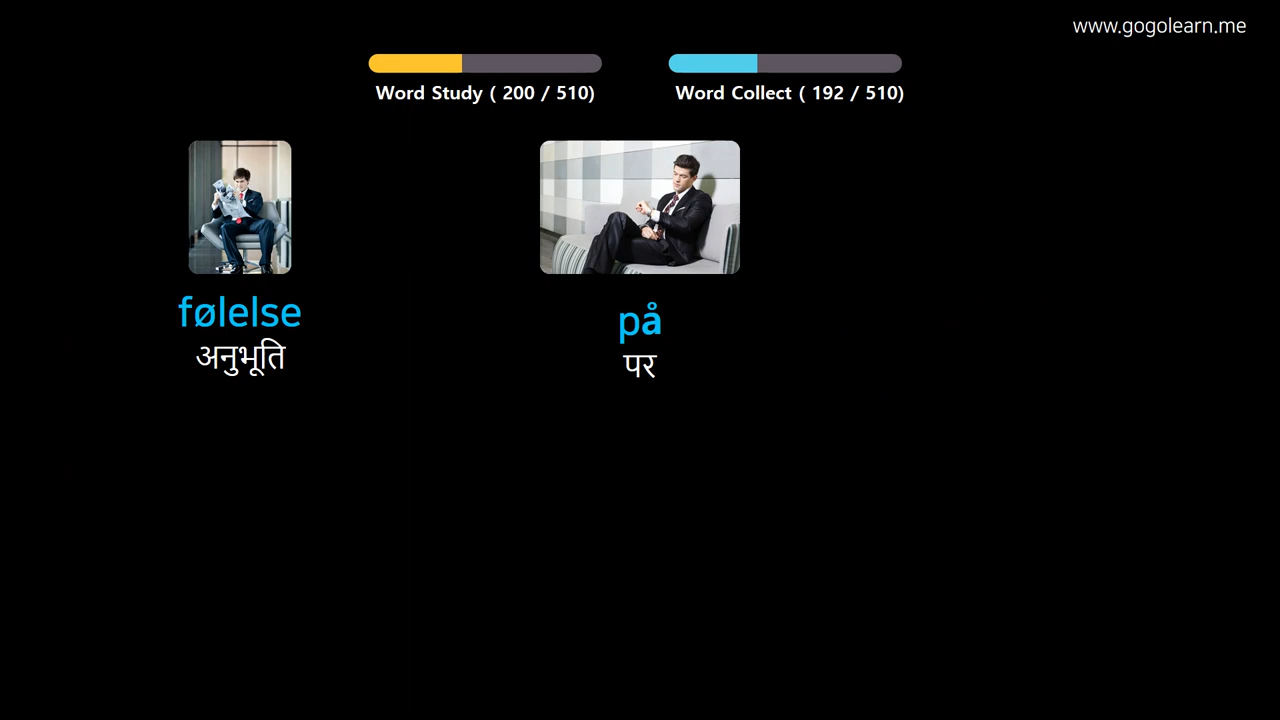 www.gogolearn.me
Word Study ( 200 / 510)
Word Collect ( 192 / 510)
følelse
अनुभूति
på
पर